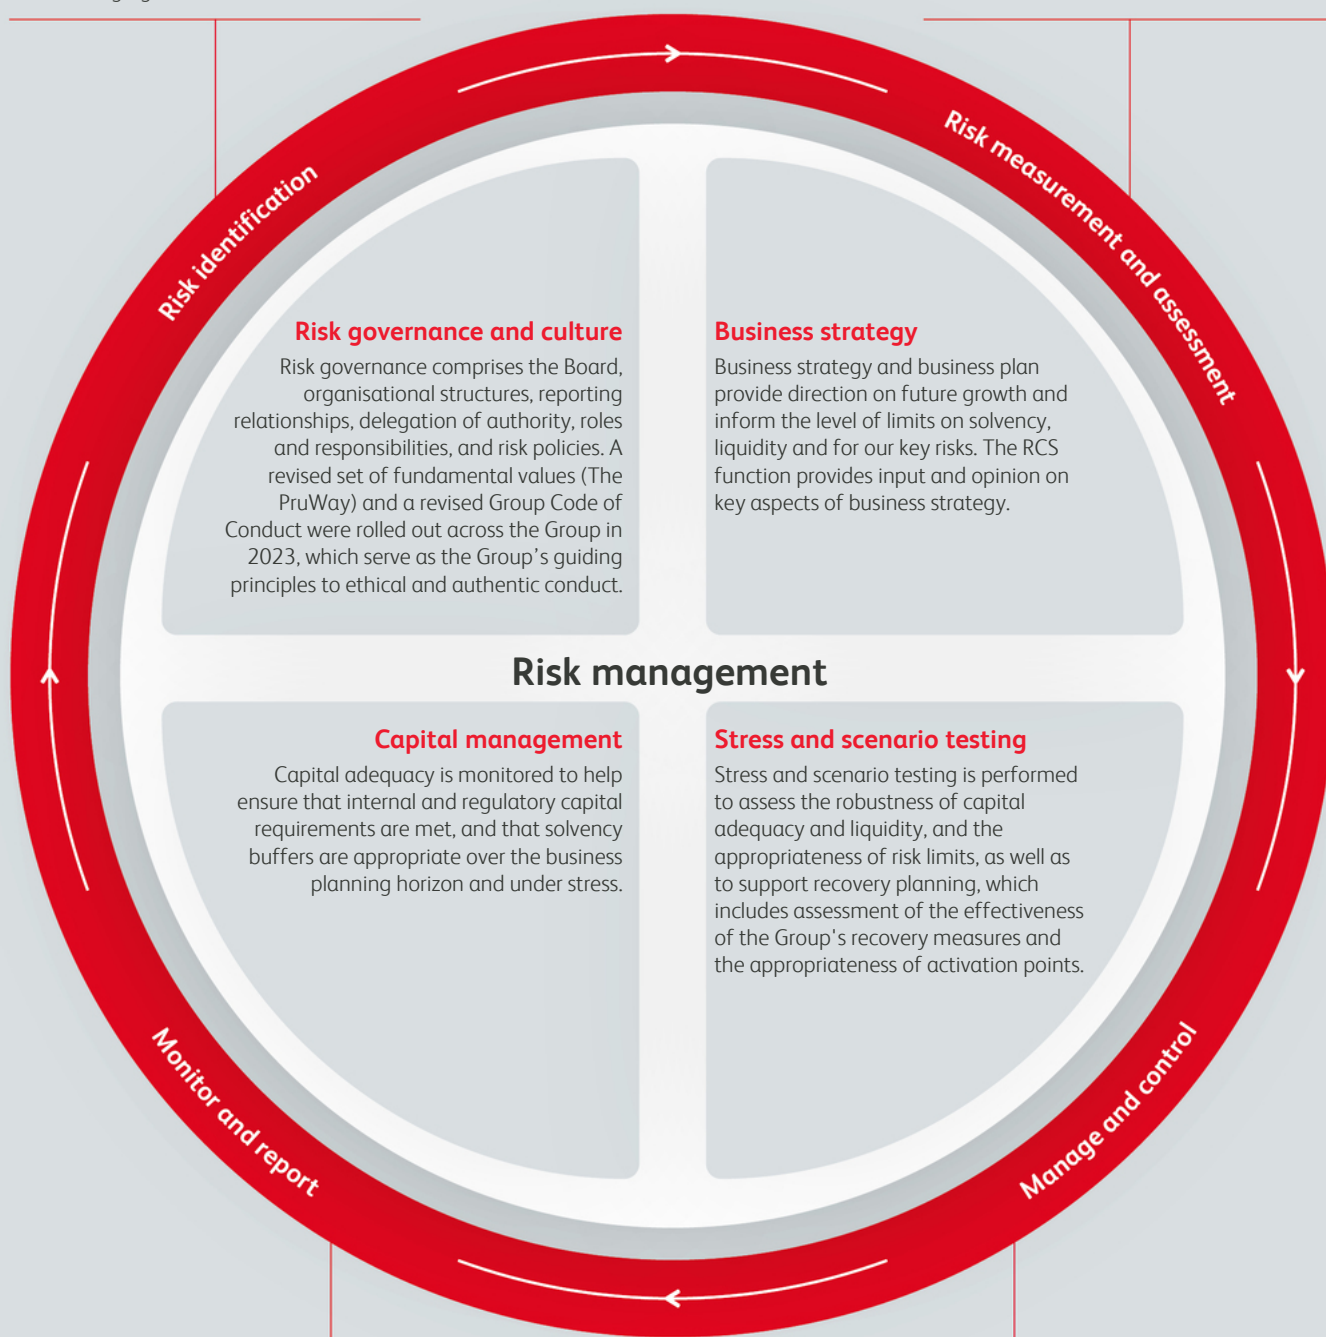 Risk identification
Risk measurement and assessment
Risk governance and culture
Risk governance comprises the Board,
organisational structures, reporting
relationships, delegation of authority, roles
and responsibilities, and risk policies. A
revised set of fundamental values (The
PruWay) and a revised Group Code of
Conduct were rolled out across the Group in
2023, which serve as the Group’s guiding
principles to ethical and authentic conduct.
Business strategy
Business strategy and business plan
provide direction on future growth and
inform the level of limits on solvency,
liquidity and for our key risks. The RCS
function provides input and opinion on
key aspects of business strategy.
Risk management
Capital management
Capital adequacy is monitored to help
ensure that internal and regulatory capital
requirements are met, and that solvency
buffers are appropriate over the business
planning horizon and under stress.
Stress and scenario testing
Stress and scenario testing is performed
to assess the robustness of capital
adequacy and liquidity, and the
appropriateness of risk limits, as well as
to support recovery planning, which
includes assessment of the effectiveness
of the Group's recovery measures and
the appropriateness of activation points.
Monitor and report
Manage and control